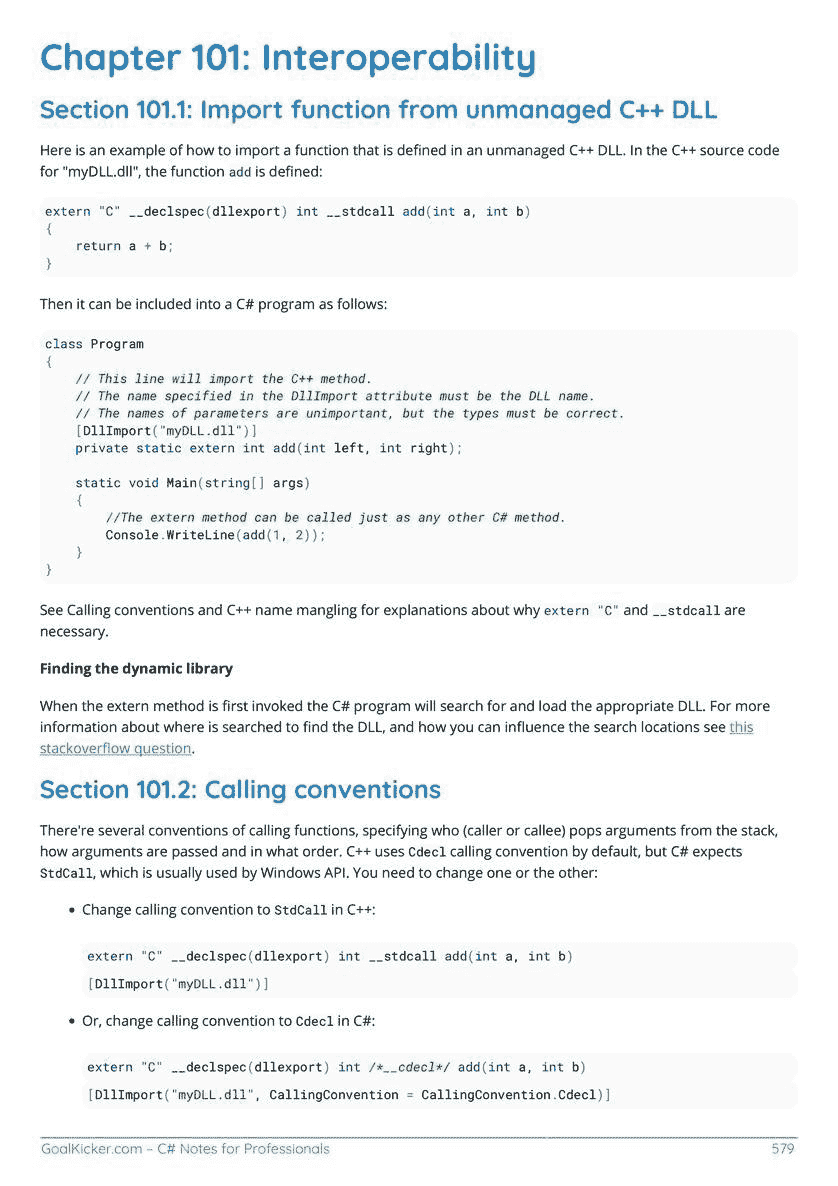 Chapter 101: Interoperability
Section 101.1: Import function from unmanaged C++ DLL
Here is an example of how to import a function that is defined in an unmanaged C++ DLL. In the C++ source code
for "myDLL.dll", the function add is defined:
extern "C" __declspec(dllexport) int __stdcall add(int a, int b)
{
    return a + b;
}
Then it can be included into a C# program as follows:
class Program
{
    // This line will import the C++ method.
    // The name specified in the DllImport attribute must be the DLL name.
    // The names of parameters are unimportant, but the types must be correct.
    [DllImport("myDLL.dll")]
    private static extern int add(int left, int right);
    static void Main(string[] args)
    {
        //The extern method can be called just as any other C# method.
        Console.WriteLine(add(1, 2));
    }
}
See Calling conventions and C++ name mangling for explanations about why extern "C" and __stdcall are
necessary.
Finding the dynamic library
When the extern method is first invoked the C# program will search for and load the appropriate DLL. For more
information about where is searched to find the DLL, and how you can influence the search locations see this
stackoverflow question.
Section 101.2: Calling conventions
There're several conventions of calling functions, specifying who (caller or callee) pops arguments from the stack,
how arguments are passed and in what order. C++ uses Cdecl calling convention by default, but C# expects
StdCall, which is usually used by Windows API. You need to change one or the other:
• Change calling convention to StdCall in C++:
extern "C" __declspec(dllexport) int __stdcall add(int a, int b)
[DllImport("myDLL.dll")]
• Or, change calling convention to Cdecl in C#:
extern "C" __declspec(dllexport) int /*__cdecl*/ add(int a, int b)
[DllImport("myDLL.dll", CallingConvention = CallingConvention.Cdecl)]
GoalKicker.com – C# Notes for Professionals 579